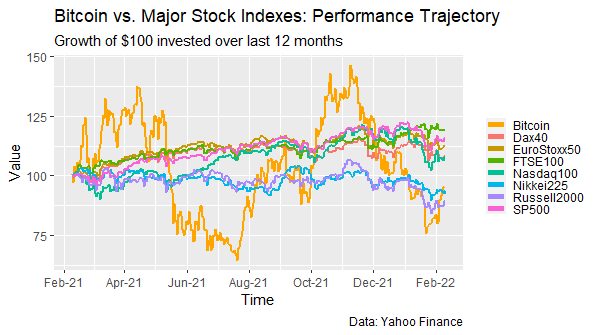 Bitcoin vs. Major Stock Indexes: Performance Trajectory
Growth of $100 invested over last 12 months
150
125
100
75
Value
Feb-21 Apr-21 Jun-21 Aug-21 Oct-21 Dec-21 Feb-22
Time
Bitcoin
Dax40
EuroStoxx50
FTSE100
Nasdaq100
Nikkei225
Russell2000
SP500
Data: Yahoo Finance